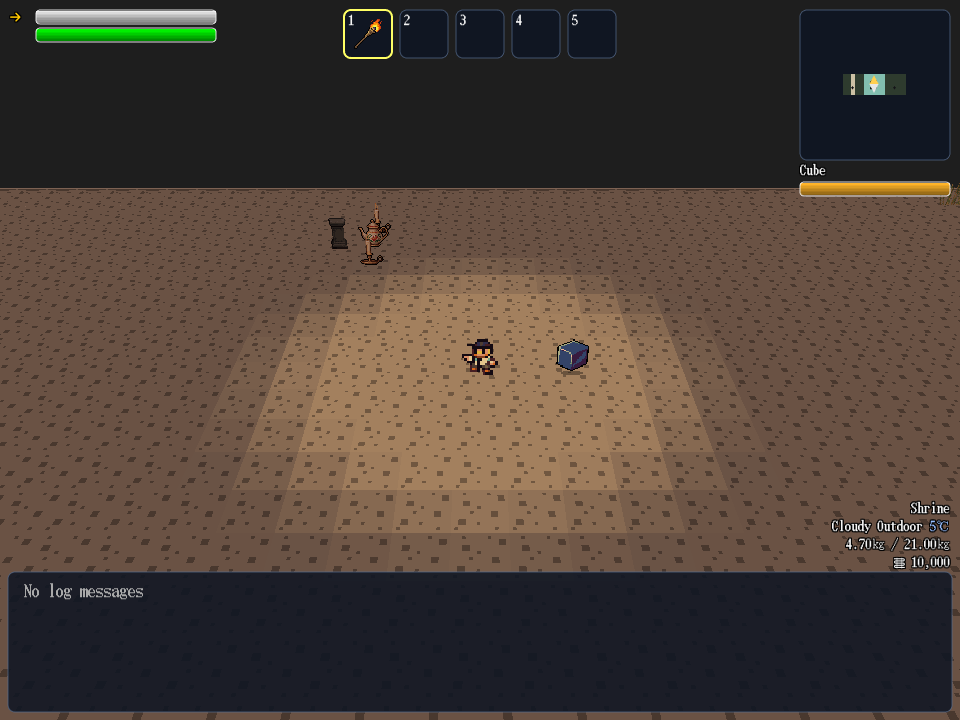 1 2 3 4 5
Cube
Shrine
Cloudy Outdoor 5℃
4.70kg / 21.00kg
10,000
No log messages